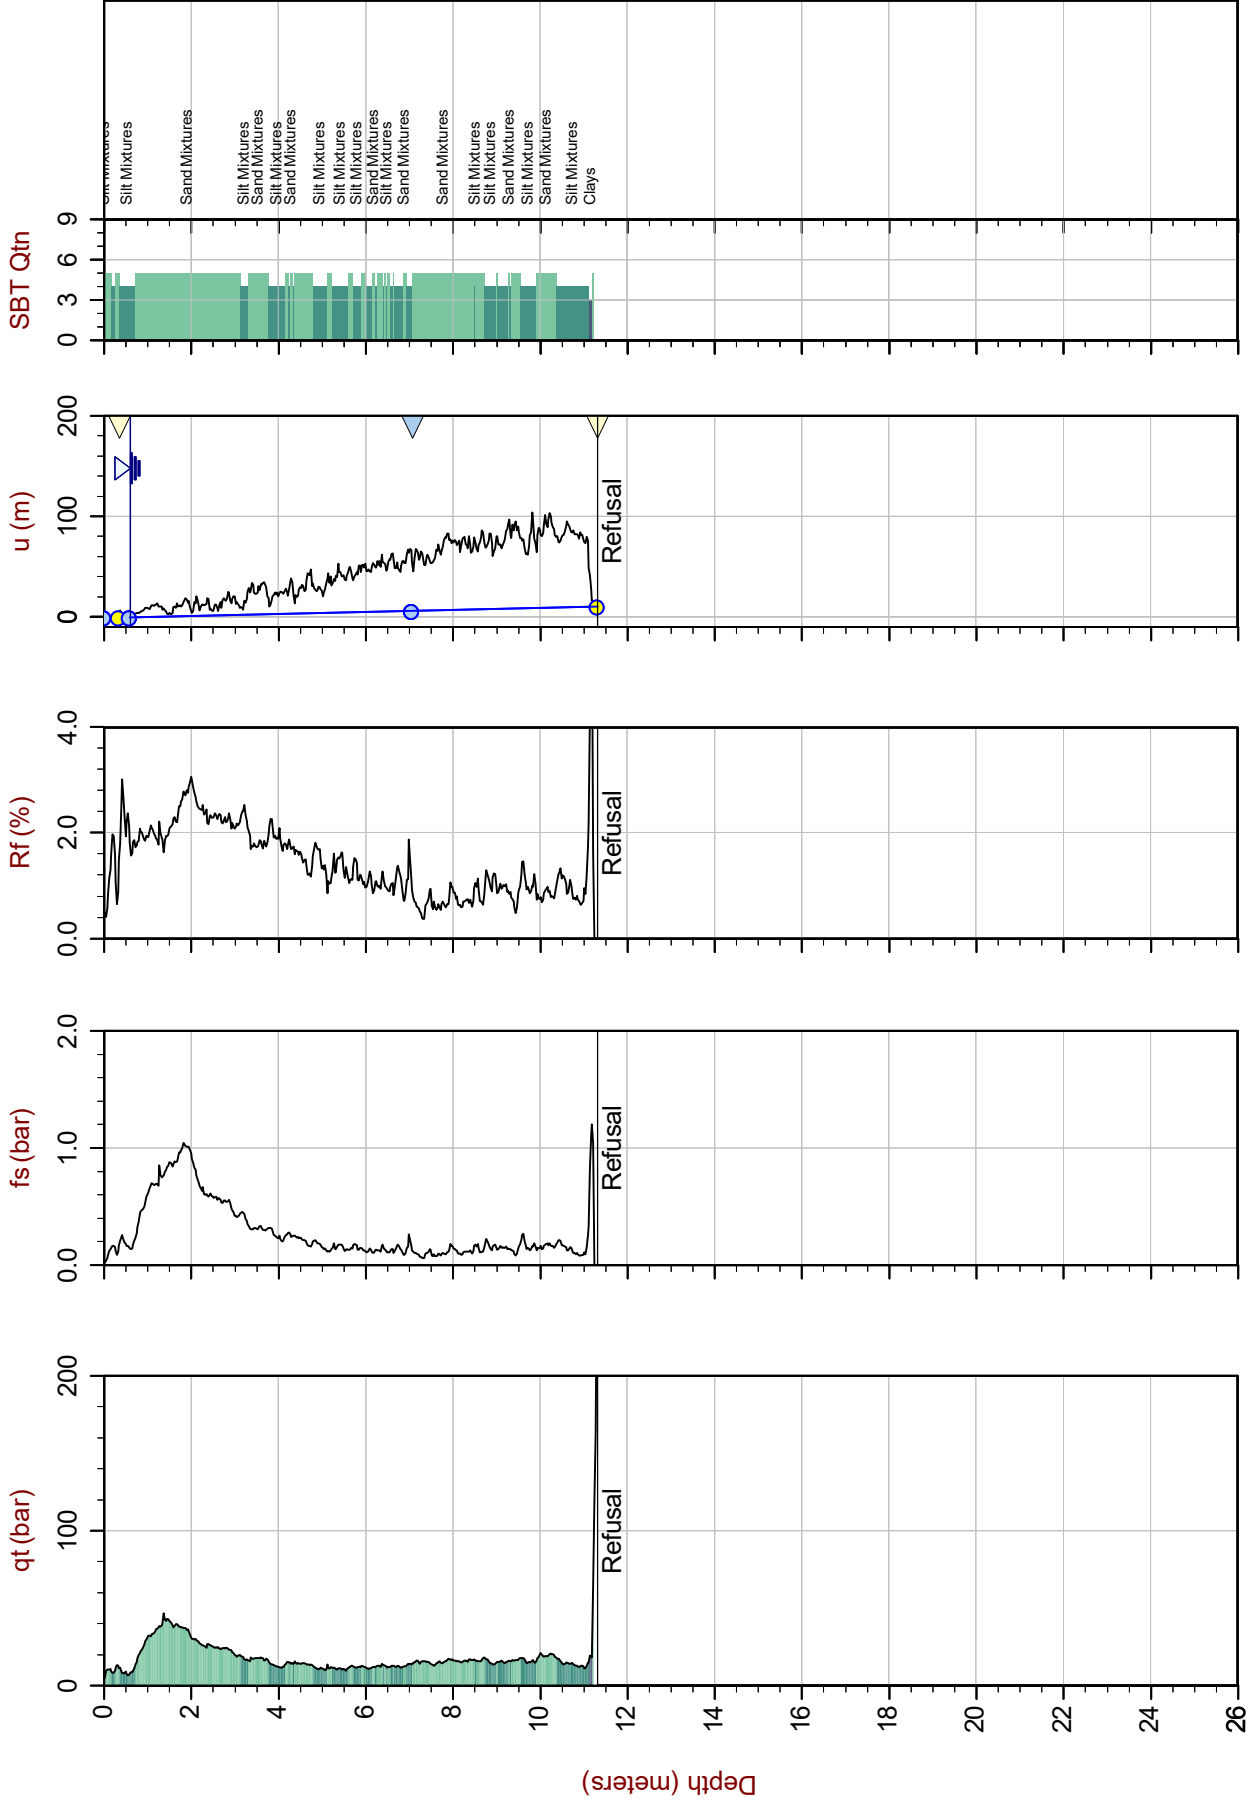 Depth (meters)
0
2
4
6
8
10
12
14
16
18
20
22
24
26
qt (bar)
0
100
200
Refusal
fs (bar)
0.0
1.0
2.0
Refusal
Rf (%)
0.0
2.0
4.0
Refusal
u (m)
0
100
200
Refusal
SBT Qtn
0
3
6
9
Silt Mixtures
Silt Mixtures
Sand Mixtures
Silt Mixtures
Sand Mixtures
Silt Mixtures
Sand Mixtures
Silt Mixtures
Silt Mixtures
Silt Mixtures
Sand Mixtures
Silt Mixtures
Sand Mixtures
Sand Mixtures
Silt Mixtures
Silt Mixtures
Sand Mixtures
Silt Mixtures
Sand Mixtures
Silt Mixtures
Clays